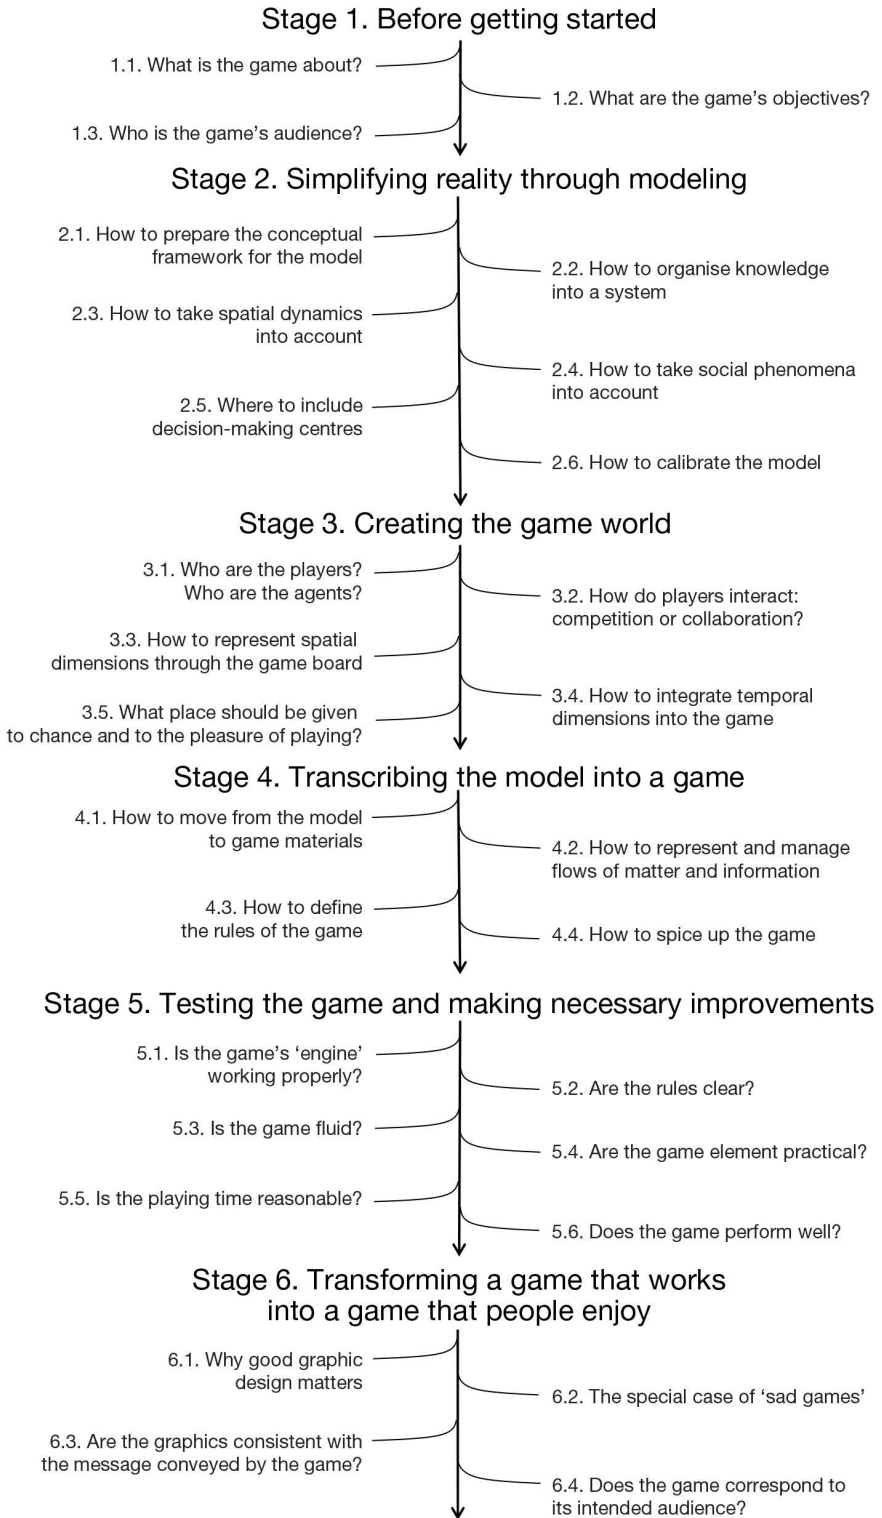 Stage 1. Before getting started
1.1. What is the game about?
1.2. What are the game’s objectives?
1.3. Who is the game’s audience?
Stage 2. Simplifying reality through modeling
2.1. How to prepare the conceptual
framework for the model
2.2. How to organise knowledge
into a system
2.3. How to take spatial dynamics
into account
2.4. How to take social phenomena
into account
2.5. Where to include
decision-making centres
2.6. How to calibrate the model
Stage 3. Creating the game world
3.1. Who are the players?
Who are the agents?
3.2. How do players interact:
competition or collaboration?
3.3. How to represent spatial
dimensions through the game board
3.4. How to integrate temporal
dimensions into the game
3.5. What place should be given
to chance and to the pleasure of playing?
Stage 4. Transcribing the model into a game
4.1. How to move from the model
to game materials
4.2. How to represent and manage
flows of matter and information
4.3. How to define
the rules of the game
4.4. How to spice up the game
Stage 5. Testing the game and making necessary improvements
5.1. Is the game’s ‘engine’
working properly?
5.2. Are the rules clear?
5.3. Is the game fluid?
5.4. Are the game element practical?
5.5. Is the playing time reasonable?
5.6. Does the game perform well?
Stage 6. Transforming a game that works
into a game that people enjoy
6.1. Why good graphic
design matters
6.2. The special case of ‘sad games’
6.3. Are the graphics consistent with
the message conveyed by the game?
6.4. Does the game correspond to
its intended audience?